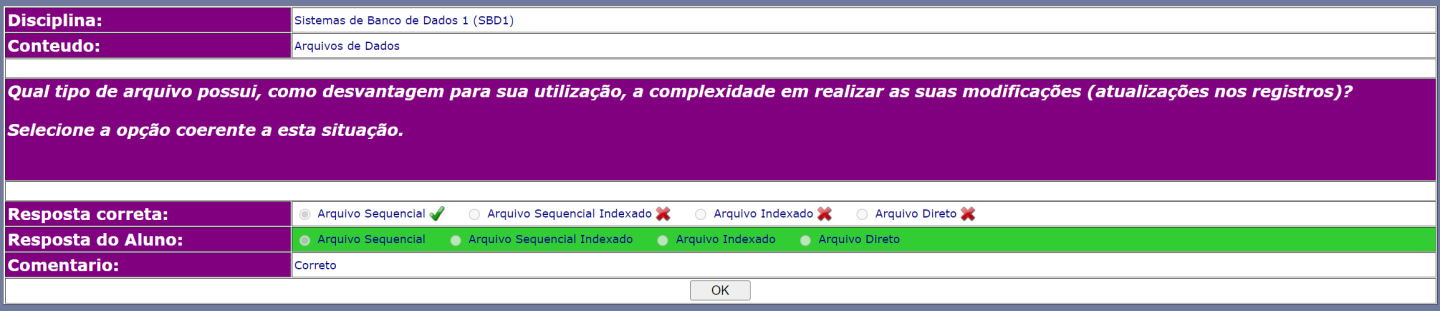 Disciplina: Sistemas de Banco de Dados 1 (SBD1)
Conteudo: Arquivos de Dados
Qual tipo de arquivo possui, como desvantagem para sua utilização, a complexidade em realizar as suas modificações (atualizações nos registros)?
Selecione a opção coerente a esta situação.
Resposta correta: Arquivo Sequencial Arquivo Sequencial Indexado Arquivo Indexado Arquivo Direto
Resposta do Aluno: Arquivo Sequencial Arquivo Sequencial Indexado Arquivo Indexado Arquivo Direto
Comentario: Correto
OK